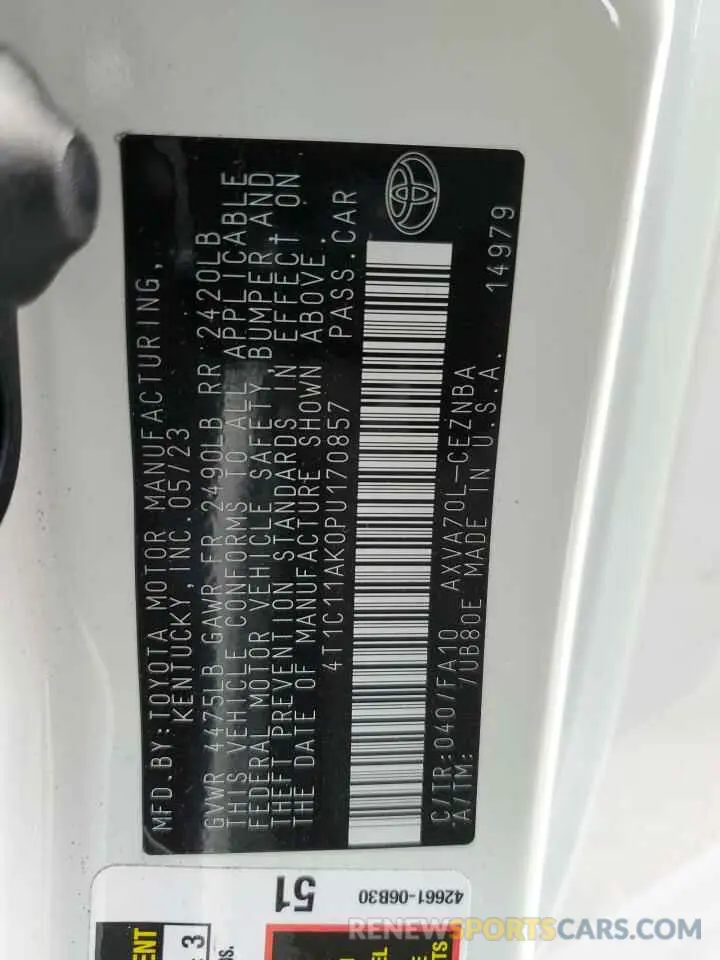 MFD.BY:TOYOTA MOTOR MANUFACTURING,
KENTUCKY, INC.05/23
GVWR 4475LB GAWR FR 2490LB RR 2420LB
THIS VEHICLE CONFORMS TO ALL APPLICABLE
FEDERAL MOTOR VEHICLE SAFETY, BUMPER, AND
THEFT PREVENTION STANDARDS IN EFFECT ON
THE DATE OF MANUFACTURE SHOWN ABOVE.
4T1C11AK0PU170857 PASS.CAR
C/TR:040/FA10 AXVA70L-CEZNBA
A/TM: /UB80E MADE IN U.S.A. 14979
51
42661-06B30
3
RENEWSPORTSCARS.COM